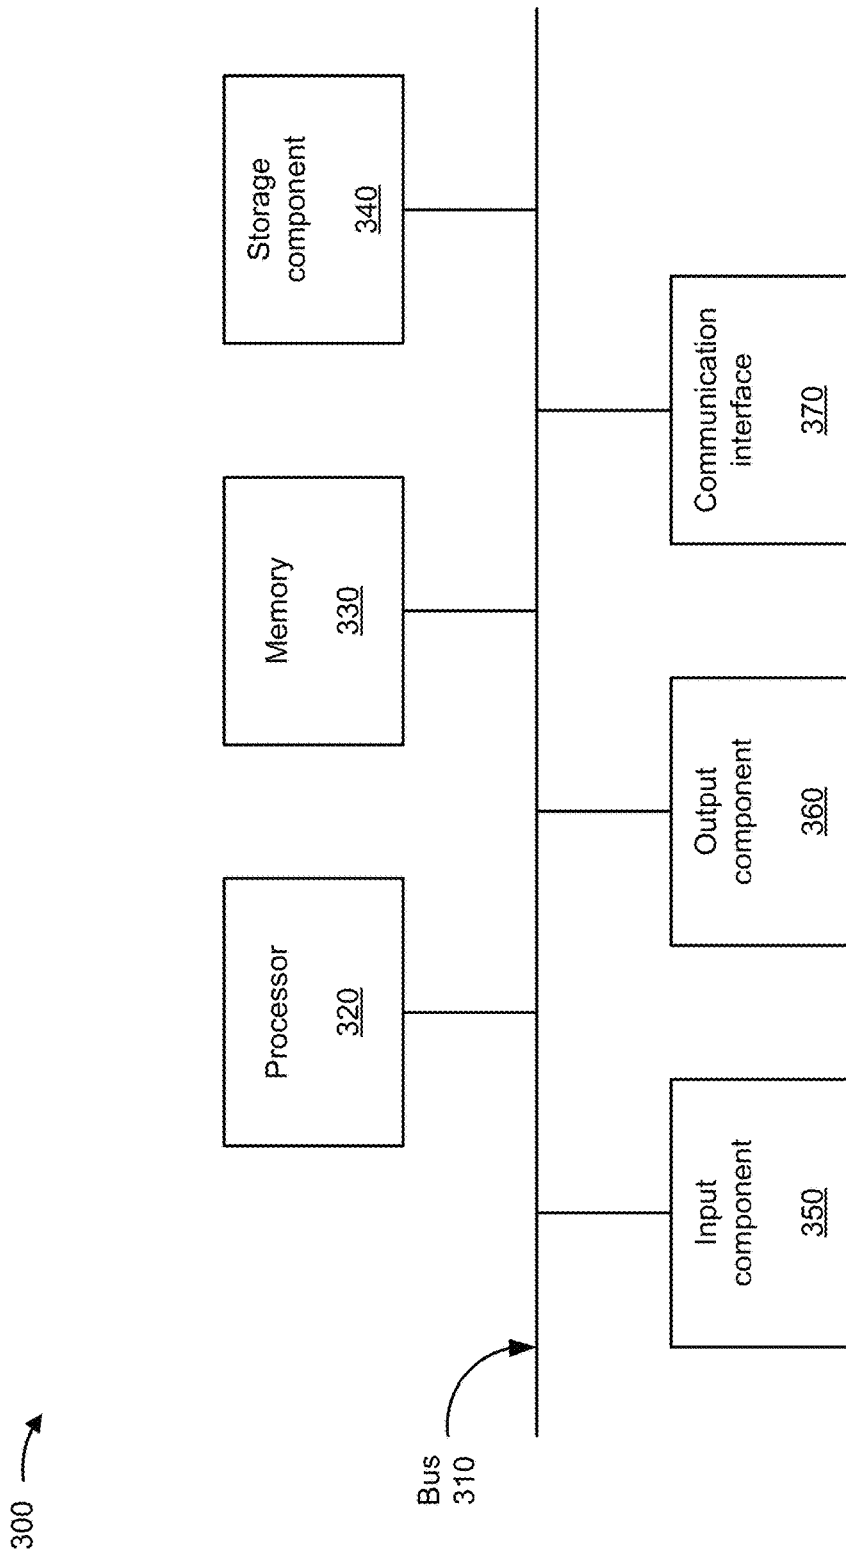 300
Bus
310
Processor
320
Memory
330
Storage
component
340
Input
component
350
Output
component
360
Communication
interface
370